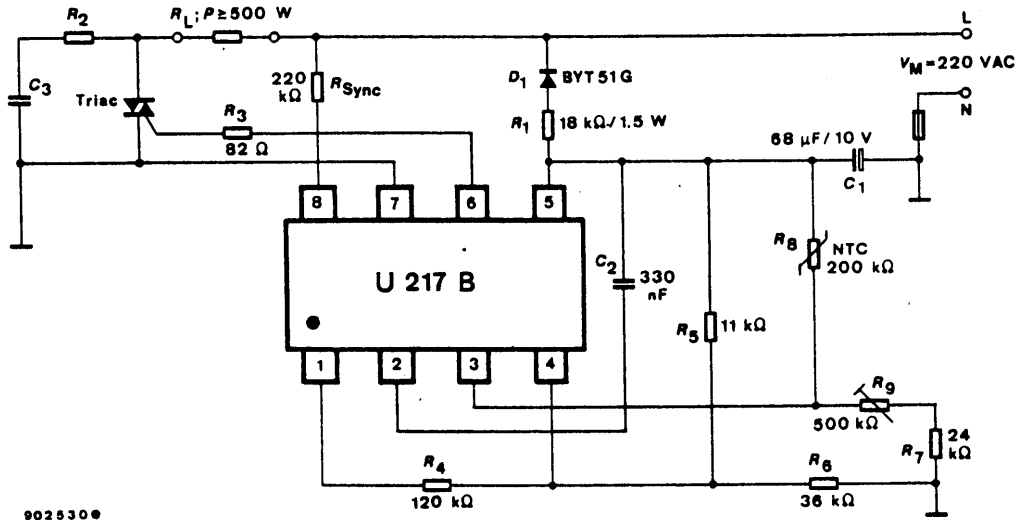 R2
RL; P ≥ 500 W
L
VM = 220 VAC
N
C3
Triac
R3
82 Ω
220 kΩ
RSync
D1
BYT 51G
R1
18 kΩ/1.5 W
68 µF/10 V
C1
8
7
6
5
U 217 B
1
2
3
4
C2
330 nF
R8
NTC
200 kΩ
R5
11 kΩ
R9
500 kΩ
R7
24 kΩ
R4
120 kΩ
R6
36 kΩ
902530